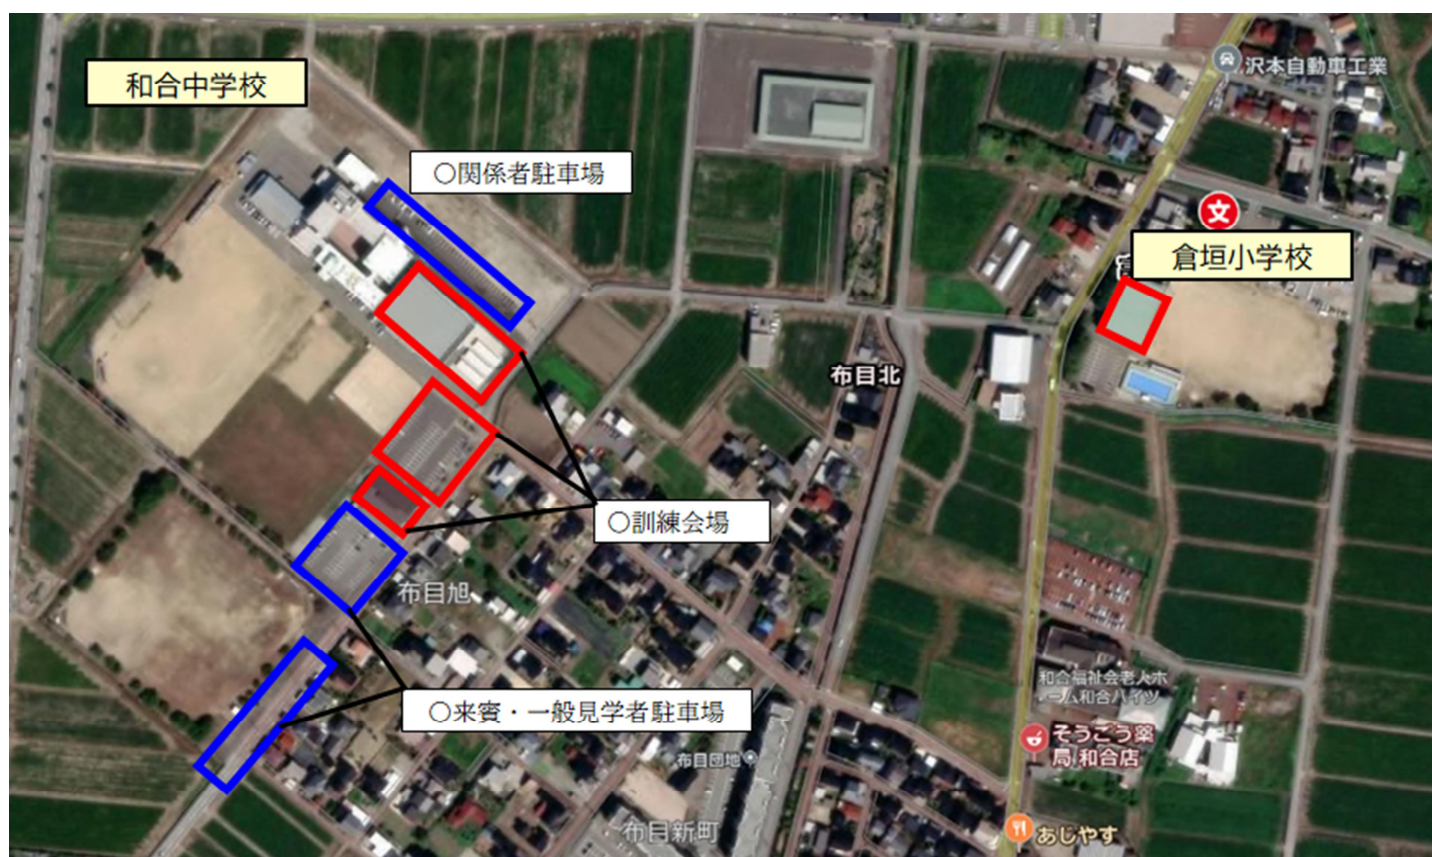 和合中学校
沢本自動車工業
〇関係者駐車場
文
倉垣小学校
布目北
〇訓練会場
布目旭
和合福祉会老人ホ
ーム和合ハイツ
〇来賓・一般見学者駐車場
そうごう薬
局 和合店
布目団地
布目新町
あじやす